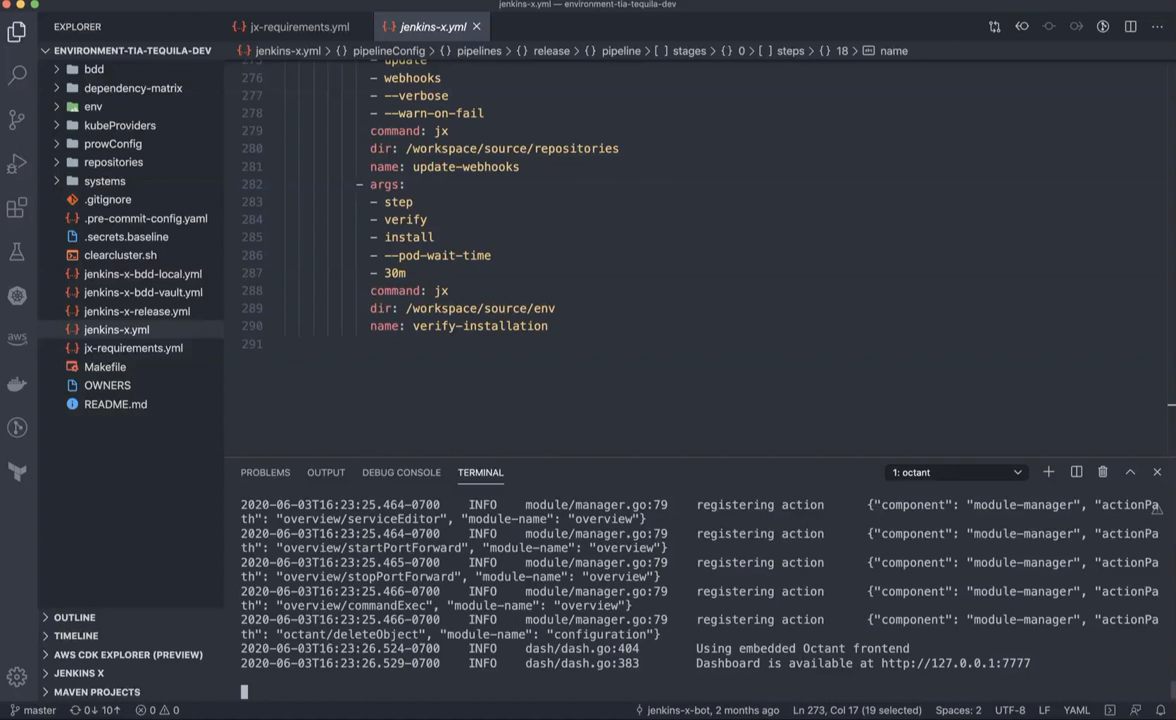 jenkins-x.yml — environment-tia-tequila-dev
EXPLORER
jx-requirements.yml
jenkins-x.yml
ENVIRONMENT-TIA-TEQUILA-DEV
jenkins-x.yml > {} pipelineConfig > {} pipelines > {} release > {} pipeline > [ ] stages > {} 0 > [ ] steps > {} 18 > name
bdd
dependency-matrix
env
kubeProviders
prowConfig
repositories
systems
.gitignore
.pre-commit-config.yaml
.secrets.baseline
clearcluster.sh
jenkins-x-bdd-local.yml
jenkins-x-bdd-vault.yml
jenkins-x-release.yml
jenkins-x.yml
jx-requirements.yml
Makefile
OWNERS
README.md
OUTLINE
TIMELINE
AWS CDK EXPLORER (PREVIEW)
JENKINS X
MAVEN PROJECTS
aws
275 - update
276 - webhooks
277 - --verbose
278 - --warn-on-fail
279 command: jx
280 dir: /workspace/source/repositories
281 name: update-webhooks
282 - args:
283 - step
284 - verify
285 - install
286 - --pod-wait-time
287 - 30m
288 command: jx
289 dir: /workspace/source/env
290 name: verify-installation
291
PROBLEMS OUTPUT DEBUG CONSOLE TERMINAL 1: octant
2020-06-03T16:23:25.464-0700 INFO module/manager.go:79 registering action {"component": "module-manager", "actionPa
th": "overview/serviceEditor", "module-name": "overview"}
2020-06-03T16:23:25.464-0700 INFO module/manager.go:79 registering action {"component": "module-manager", "actionPa
th": "overview/startPortForward", "module-name": "overview"}
2020-06-03T16:23:25.465-0700 INFO module/manager.go:79 registering action {"component": "module-manager", "actionPa
th": "overview/stopPortForward", "module-name": "overview"}
2020-06-03T16:23:25.466-0700 INFO module/manager.go:79 registering action {"component": "module-manager", "actionPa
th": "overview/commandExec", "module-name": "overview"}
2020-06-03T16:23:25.466-0700 INFO module/manager.go:79 registering action {"component": "module-manager", "actionPa
th": "octant/deleteObject", "module-name": "configuration"}
2020-06-03T16:23:26.524-0700 INFO dash/dash.go:404 Using embedded Octant frontend
2020-06-03T16:23:26.529-0700 INFO dash/dash.go:383 Dashboard is available at http://127.0.0.1:7777
master 0↓ 10↑ 0 0 jenkins-x-bot, 2 months ago Ln 273, Col 17 (19 selected) Spaces: 2 UTF-8 LF YAML